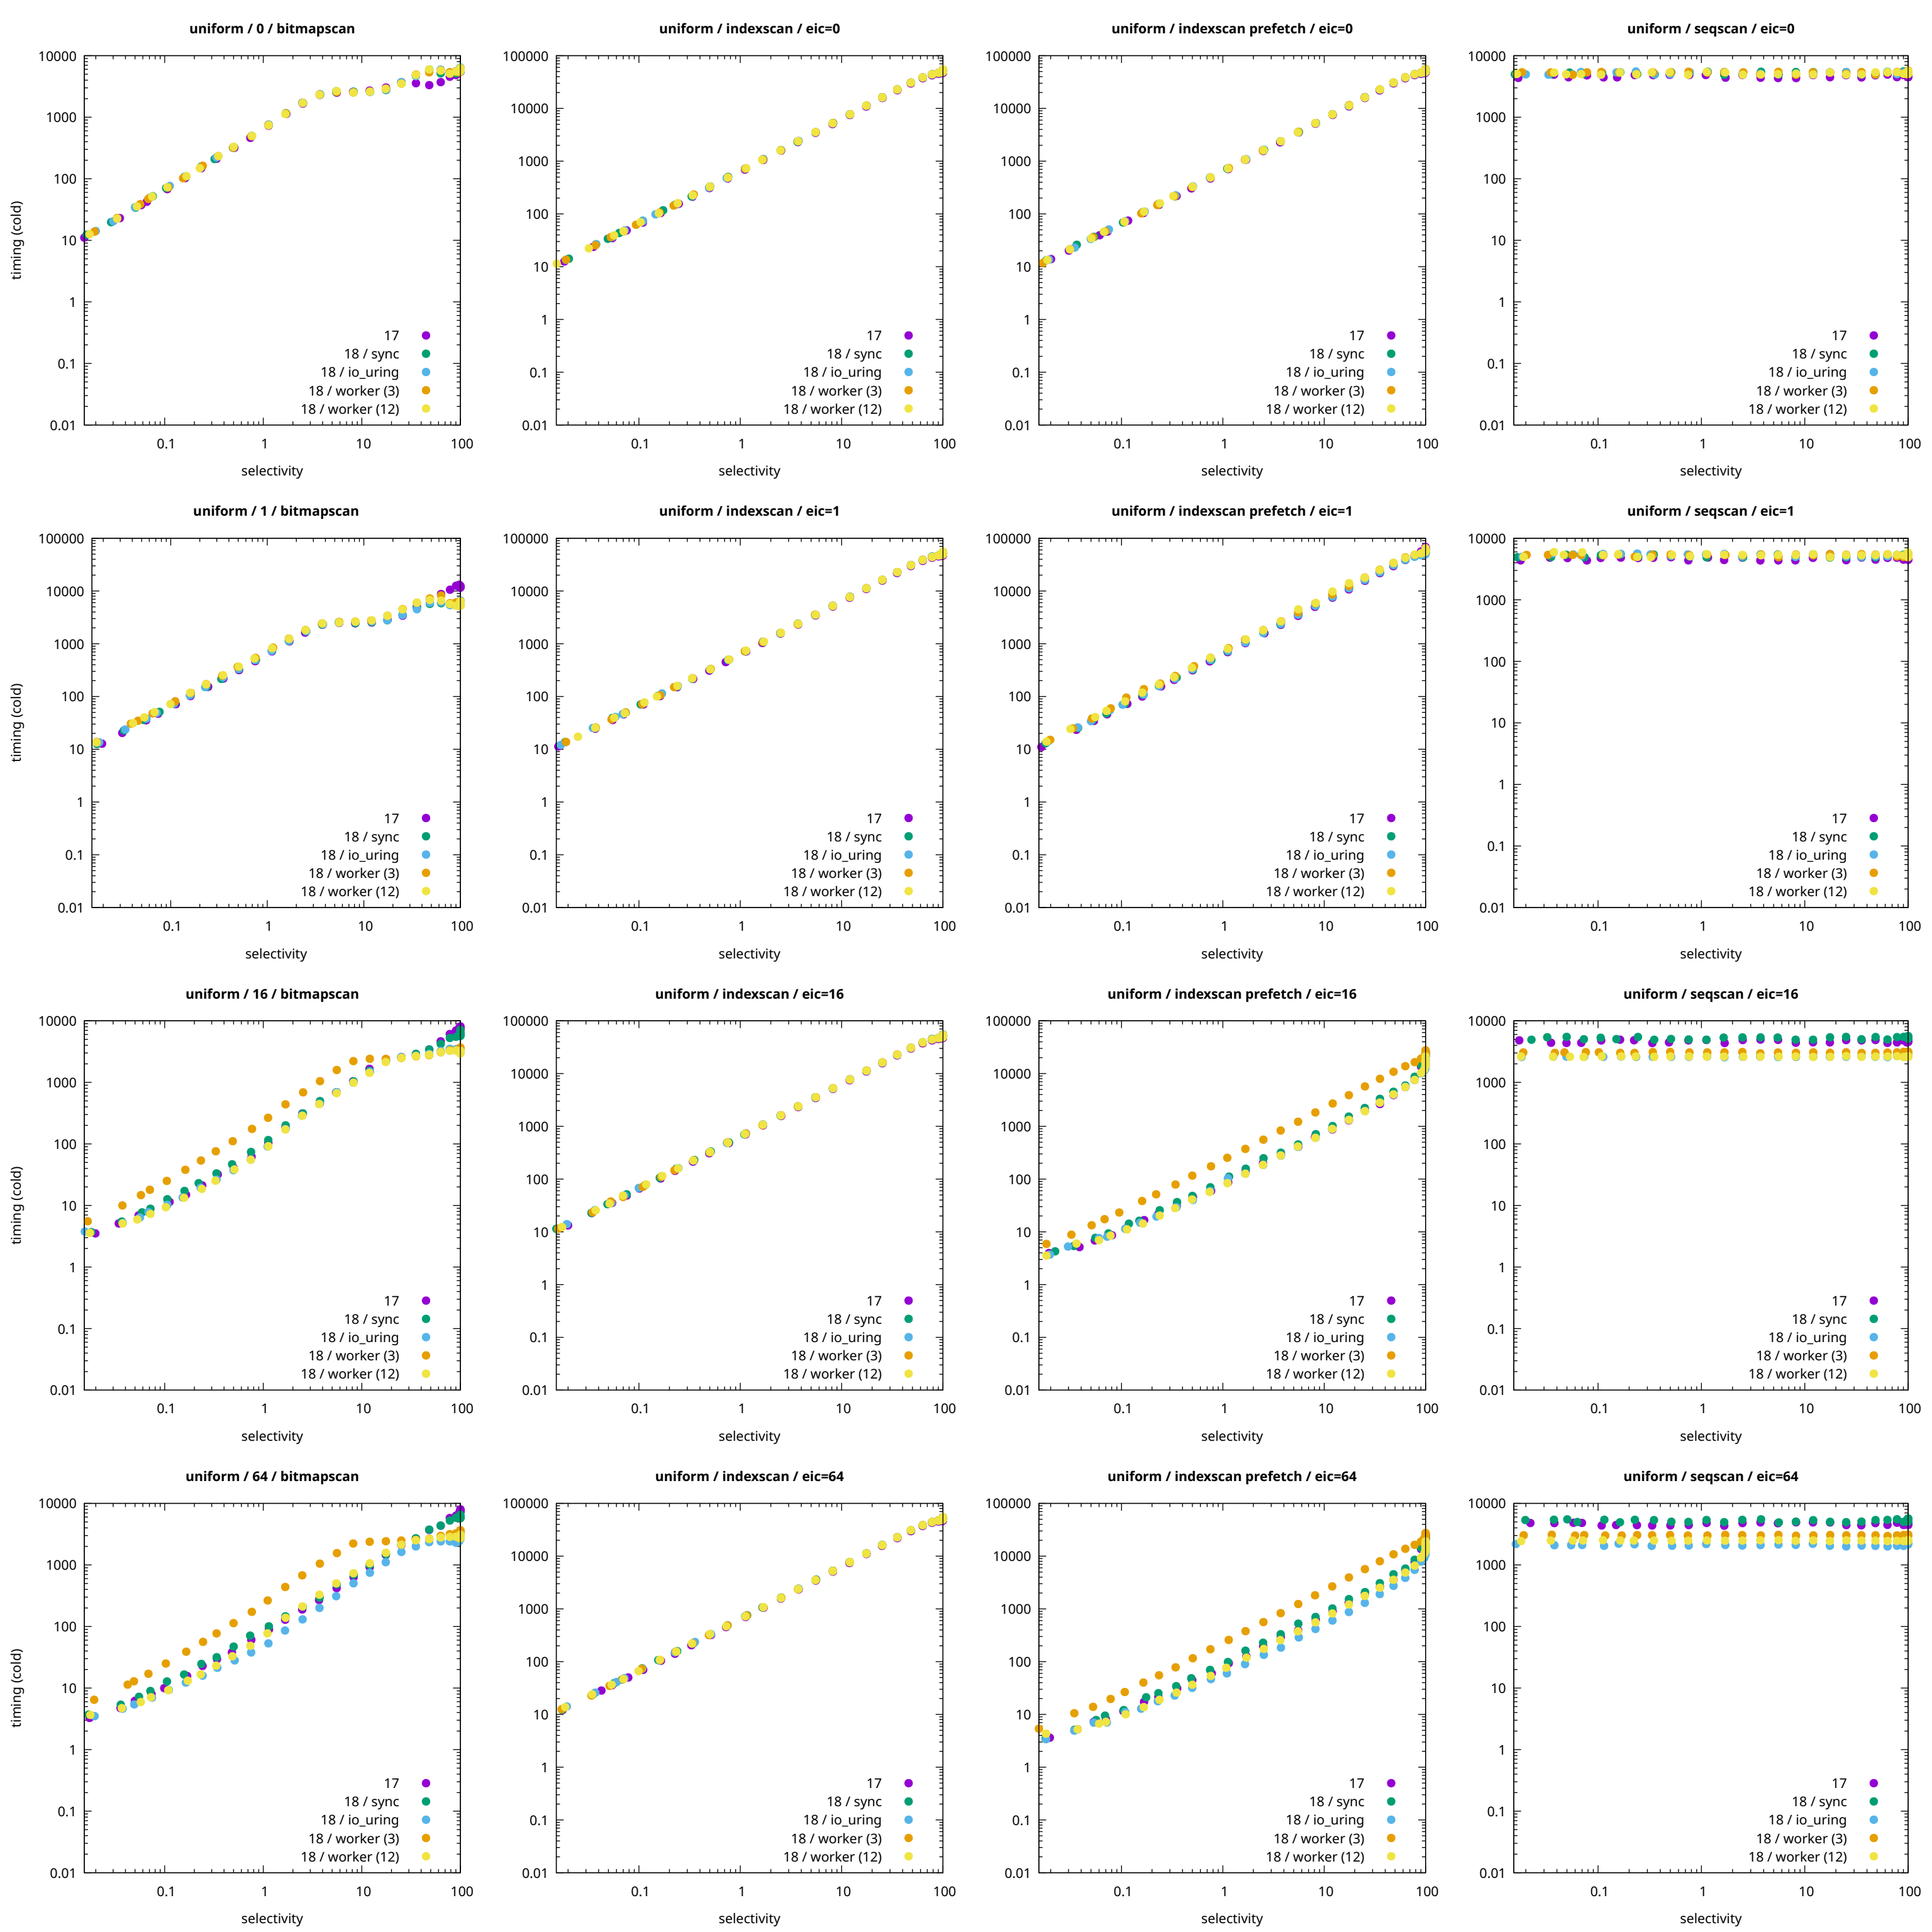 uniform / 0 / bitmapscan
timing (cold)
10000
1000
100
10
1
0.1
0.01
17
18 / sync
18 / io_uring
18 / worker (3)
18 / worker (12)
0.1 1 10 100
selectivity
uniform / indexscan / eic=0
100000
10000
1000
100
10
1
0.1
0.01
17
18 / sync
18 / io_uring
18 / worker (3)
18 / worker (12)
0.1 1 10 100
selectivity
uniform / indexscan prefetch / eic=0
100000
10000
1000
100
10
1
0.1
0.01
17
18 / sync
18 / io_uring
18 / worker (3)
18 / worker (12)
0.1 1 10 100
selectivity
uniform / seqscan / eic=0
10000
1000
100
10
1
0.1
0.01
17
18 / sync
18 / io_uring
18 / worker (3)
18 / worker (12)
0.1 1 10 100
selectivity
uniform / 1 / bitmapscan
timing (cold)
100000
10000
1000
100
10
1
0.1
0.01
17
18 / sync
18 / io_uring
18 / worker (3)
18 / worker (12)
0.1 1 10 100
selectivity
uniform / indexscan / eic=1
100000
10000
1000
100
10
1
0.1
0.01
17
18 / sync
18 / io_uring
18 / worker (3)
18 / worker (12)
0.1 1 10 100
selectivity
uniform / indexscan prefetch / eic=1
100000
10000
1000
100
10
1
0.1
0.01
17
18 / sync
18 / io_uring
18 / worker (3)
18 / worker (12)
0.1 1 10 100
selectivity
uniform / seqscan / eic=1
10000
1000
100
10
1
0.1
0.01
17
18 / sync
18 / io_uring
18 / worker (3)
18 / worker (12)
0.1 1 10 100
selectivity
uniform / 16 / bitmapscan
timing (cold)
10000
1000
100
10
1
0.1
0.01
17
18 / sync
18 / io_uring
18 / worker (3)
18 / worker (12)
0.1 1 10 100
selectivity
uniform / indexscan / eic=16
100000
10000
1000
100
10
1
0.1
0.01
17
18 / sync
18 / io_uring
18 / worker (3)
18 / worker (12)
0.1 1 10 100
selectivity
uniform / indexscan prefetch / eic=16
100000
10000
1000
100
10
1
0.1
0.01
17
18 / sync
18 / io_uring
18 / worker (3)
18 / worker (12)
0.1 1 10 100
selectivity
uniform / seqscan / eic=16
10000
1000
100
10
1
0.1
0.01
17
18 / sync
18 / io_uring
18 / worker (3)
18 / worker (12)
0.1 1 10 100
selectivity
uniform / 64 / bitmapscan
timing (cold)
10000
1000
100
10
1
0.1
0.01
17
18 / sync
18 / io_uring
18 / worker (3)
18 / worker (12)
0.1 1 10 100
selectivity
uniform / indexscan / eic=64
100000
10000
1000
100
10
1
0.1
0.01
17
18 / sync
18 / io_uring
18 / worker (3)
18 / worker (12)
0.1 1 10 100
selectivity
uniform / indexscan prefetch / eic=64
100000
10000
1000
100
10
1
0.1
0.01
17
18 / sync
18 / io_uring
18 / worker (3)
18 / worker (12)
0.1 1 10 100
selectivity
uniform / seqscan / eic=64
10000
1000
100
10
1
0.1
0.01
17
18 / sync
18 / io_uring
18 / worker (3)
18 / worker (12)
0.1 1 10 100
selectivity